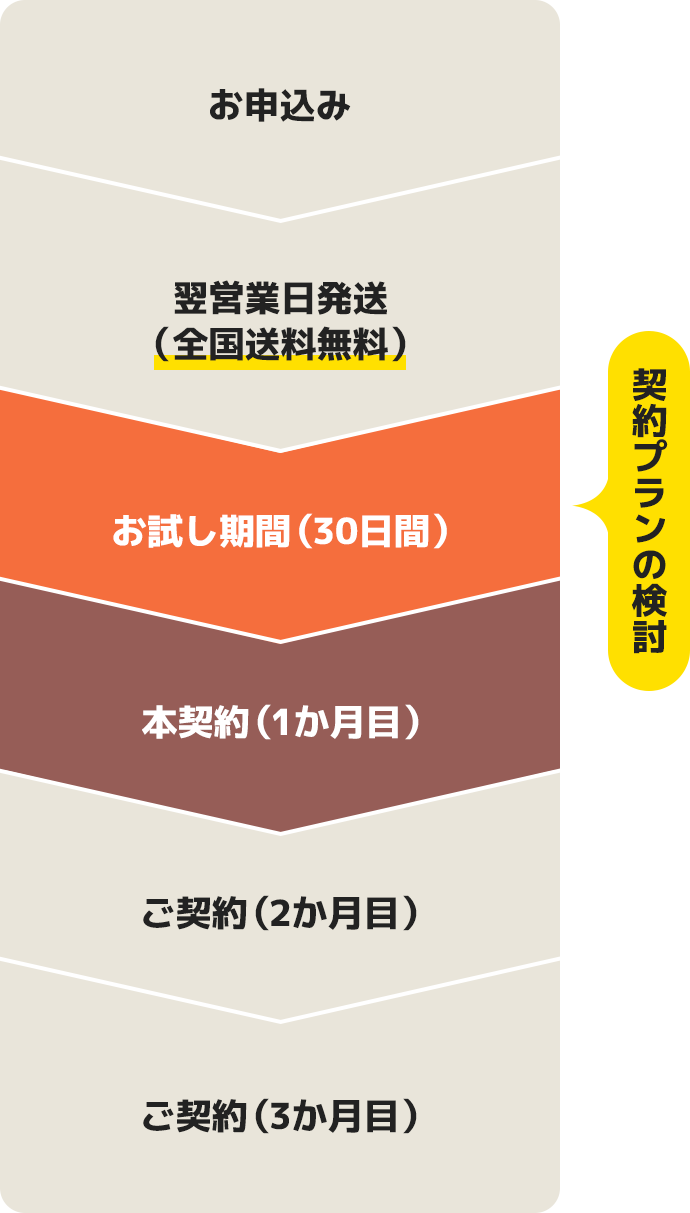 お申込み
翌営業日発送
（全国送料無料）
お試し期間（30日間）
契約プランの検討
本契約（1か月目）
ご契約（2か月目）
ご契約（3か月目）